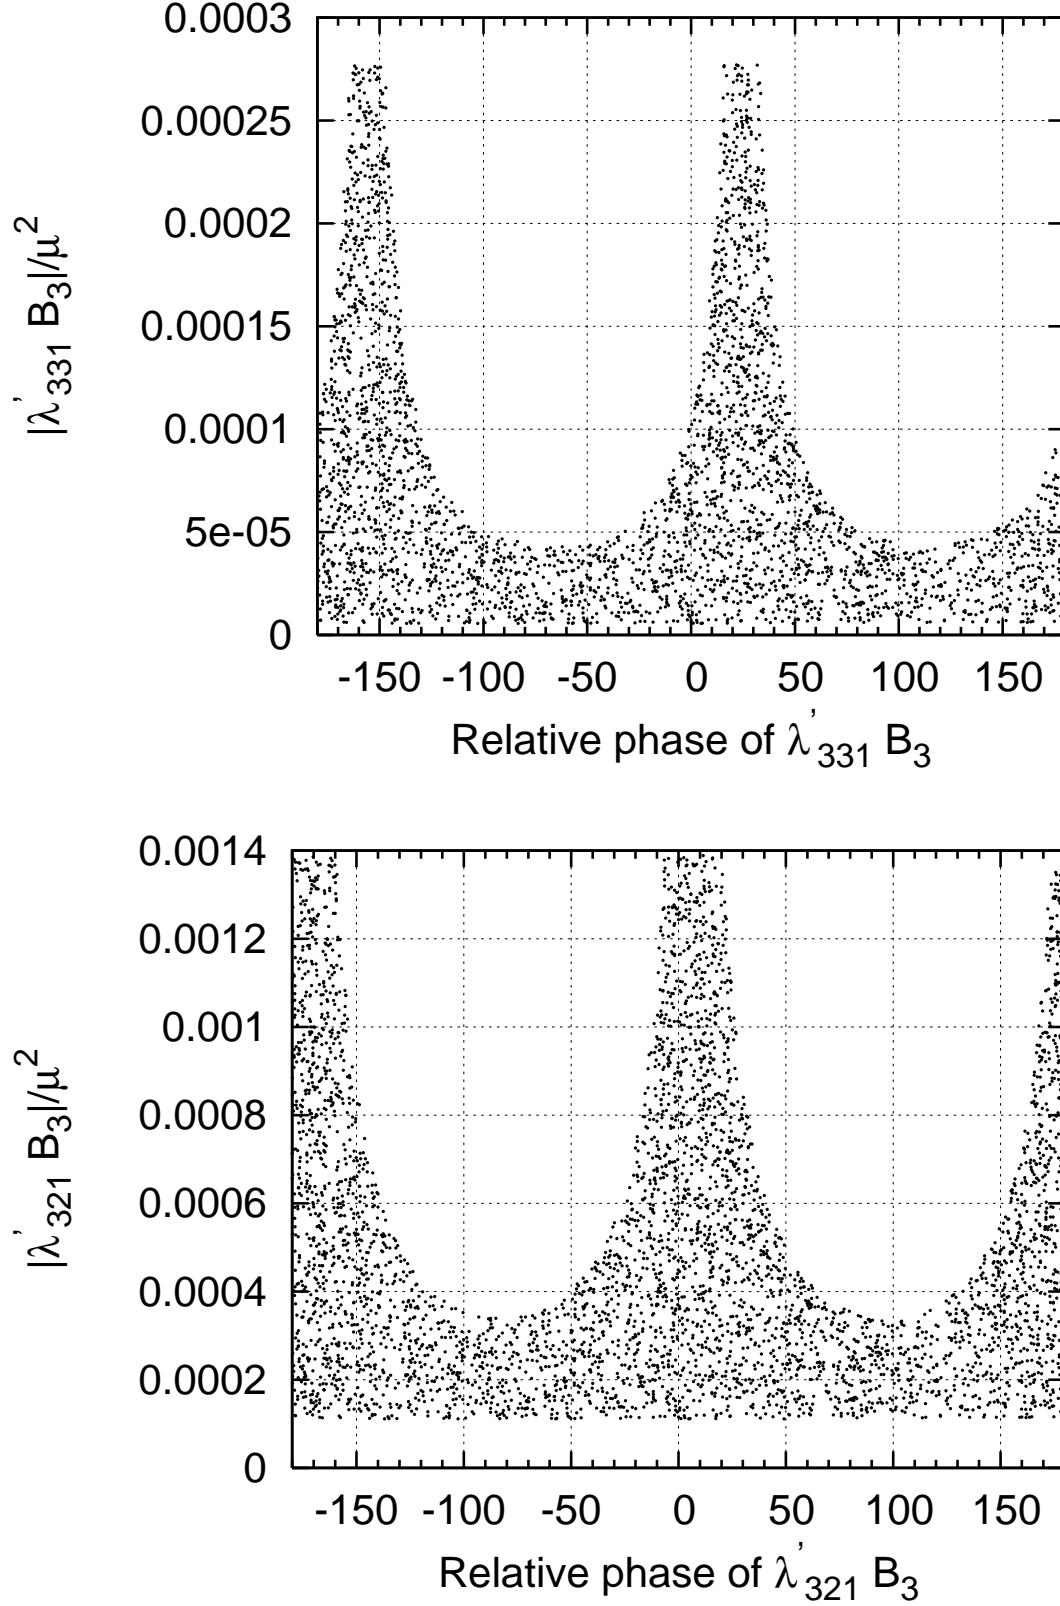 0.0003
0.00025
0.0002
0.00015
0.0001
5e-05
0
|λ'331 B3|/μ2
-150 -100 -50 0 50 100 150
Relative phase of λ'331 B3
0.0014
0.0012
0.001
0.0008
0.0006
0.0004
0.0002
0
|λ'321 B3|/μ2
-150 -100 -50 0 50 100 150
Relative phase of λ'321 B3